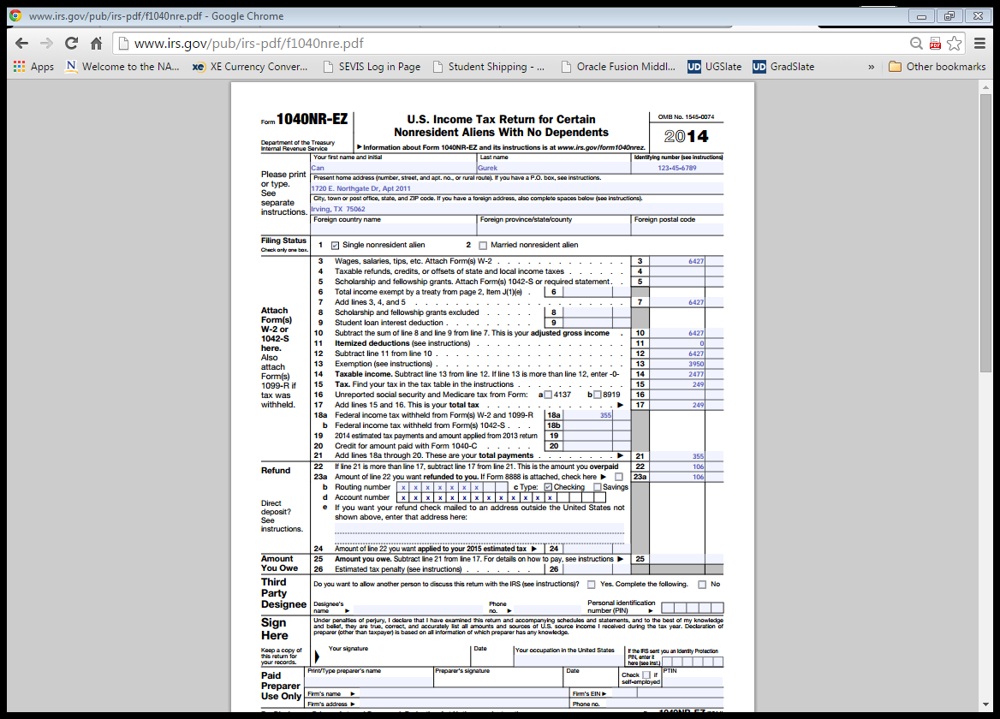 www.irs.gov/pub/irs-pdf/f1040nre.pdf - Google Chrome
www.irs.gov/pub/irs-pdf/f1040nre.pdf
Apps Welcome to the NA... XE Currency Conver... SEVIS Log in Page Student Shipping - ... Oracle Fusion Middl... UD UGSlate UD GradSlate » Other bookmarks
Form 1040NR-EZ
Department of the Treasury
Internal Revenue Service
U.S. Income Tax Return for Certain
Nonresident Aliens With No Dependents
▶ Information about Form 1040NR-EZ and its instructions is at www.irs.gov/form1040nrez.
OMB No. 1545-0074
2014
Please print
or type.
See
separate
instructions.
Your first name and initial Last name Identifying number (see instructions)
Can Gurek 123-45-6789
Present home address (number, street, and apt. no., or rural route). If you have a P.O. box, see instructions.
1720 E. Northgate Dr, Apt 2011
City, town or post office, state, and ZIP code. If you have a foreign address, also complete spaces below (see instructions).
Irving, TX 75062
Foreign country name Foreign province/state/county Foreign postal code
Filing Status
Check only one box.
1 Single nonresident alien 2 Married nonresident alien
Attach
Form(s)
W-2 or
1042-S
here.
Also
attach
Form(s)
1099-R if
tax was
withheld.
3 Wages, salaries, tips, etc. Attach Form(s) W-2 . . . . . . . . . . . . . 3 6427
4 Taxable refunds, credits, or offsets of state and local income taxes . . . . . . 4
5 Scholarship and fellowship grants. Attach Form(s) 1042-S or required statement . . 5
6 Total income exempt by a treaty from page 2, Item J(1)(e) . 6
7 Add lines 3, 4, and 5 . . . . . . . . . . . . . . . . . . . . 7 6427
8 Scholarship and fellowship grants excluded . . . . . 8
9 Student loan interest deduction . . . . . . . . . 9
10 Subtract the sum of line 8 and line 9 from line 7. This is your adjusted gross income . 10 6427
11 Itemized deductions (see instructions) . . . . . . . . . . . . . . . 11 0
12 Subtract line 11 from line 10 . . . . . . . . . . . . . . . . . . 12 6427
13 Exemption (see instructions) . . . . . . . . . . . . . . . . . . 13 3950
14 Taxable income. Subtract line 13 from line 12. If line 13 is more than line 12, enter -0- 14 2477
15 Tax. Find your tax in the tax table in the instructions . . . . . . . . . . 15 249
16 Unreported social security and Medicare tax from Form: a 4137 b 8919 16
17 Add lines 15 and 16. This is your total tax . . . . . . . . . . . . ▶ 17 249
18a Federal income tax withheld from Form(s) W-2 and 1099-R 18a 355
b Federal income tax withheld from Form(s) 1042-S . . . 18b
19 2014 estimated tax payments and amount applied from 2013 return 19
20 Credit for amount paid with Form 1040-C . . . . . 20
21 Add lines 18a through 20. These are your total payments . . . . . . . . ▶ 21 355
Refund
Direct
deposit?
See
instructions.
22 If line 21 is more than line 17, subtract line 17 from line 21. This is the amount you overpaid 22 106
23a Amount of line 22 you want refunded to you. If Form 8888 is attached, check here ▶ 23a 106
b Routing number x x x x x x x c Type: Checking Savings
d Account number x x x x x x x x x x x x x
e If you want your refund check mailed to an address outside the United States not
shown above, enter that address here:
24 Amount of line 22 you want applied to your 2015 estimated tax ▶ 24
Amount
You Owe
25 Amount you owe. Subtract line 21 from line 17. For details on how to pay, see instructions ▶ 25
26 Estimated tax penalty (see instructions) . . . . . . . 26
Third
Party
Designee
Do you want to allow another person to discuss this return with the IRS (see instructions)? Yes. Complete the following. No
Designee's
name ▶
Phone
no. ▶
Personal identification
number (PIN) ▶
Sign
Here
Keep a copy of
this return for
your records.
Under penalties of perjury, I declare that I have examined this return and accompanying schedules and statements, and to the best of my knowledge
and belief, they are true, correct, and accurately list all amounts and sources of U.S. source income I received during the tax year. Declaration of
preparer (other than taxpayer) is based on all information of which preparer has any knowledge.
Your signature Date Your occupation in the United States
If the IRS sent you an Identity Protection
PIN, enter it
here (see inst.)
Paid
Preparer
Use Only
Print/Type preparer's name Preparer's signature Date
Check if
self-employed
PTIN
Firm's name ▶ Firm's EIN ▶
Firm's address ▶ Phone no.